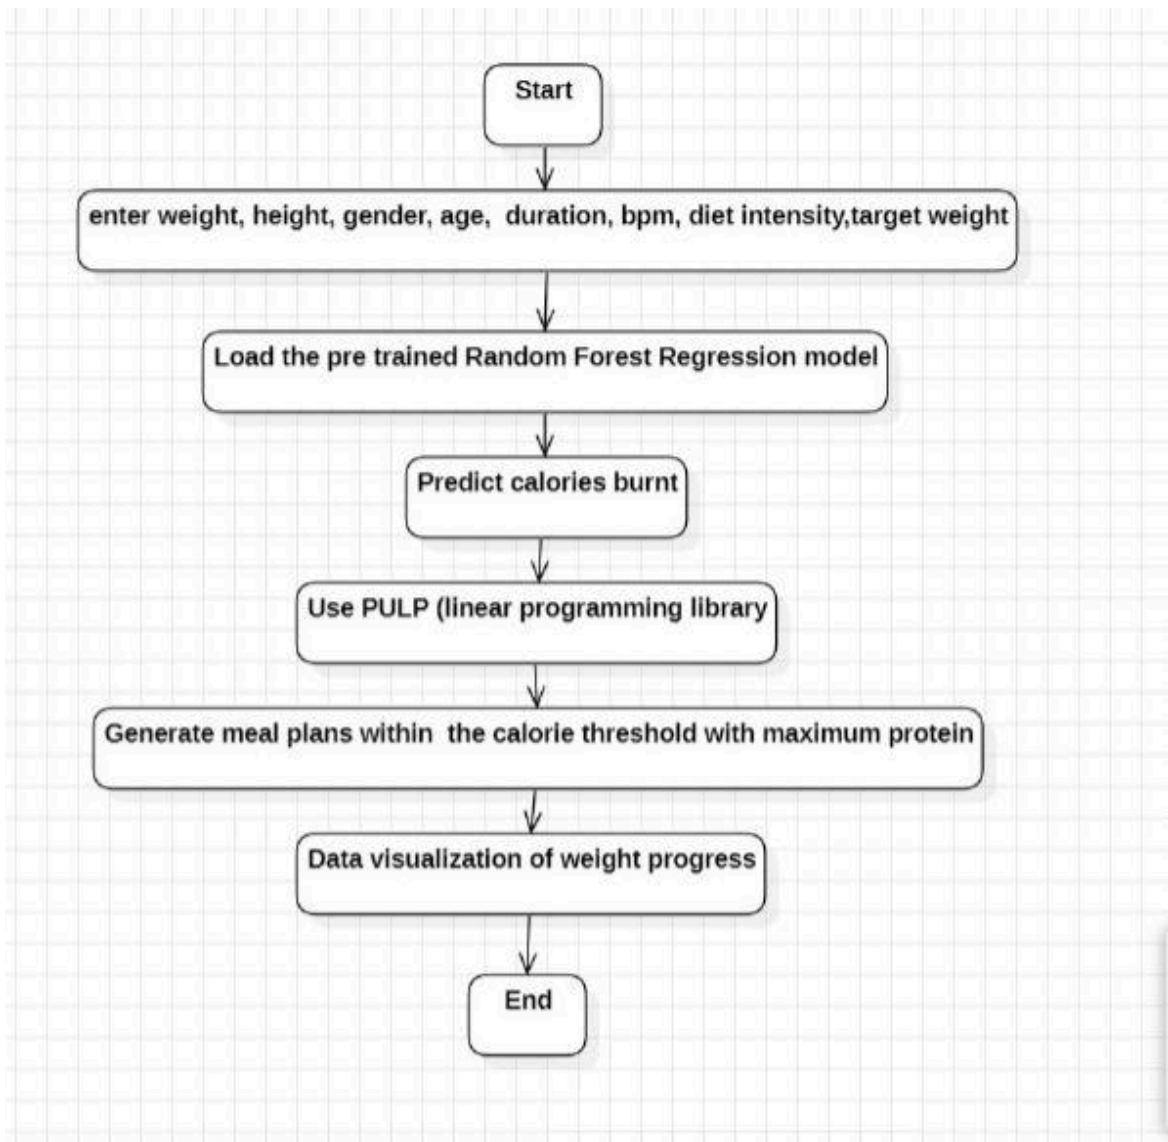 Start
enter weight, height, gender, age,  duration, bpm, diet intensity,target weight
Load the pre trained Random Forest Regression model
Predict calories burnt
Use PULP (linear programming library
Generate meal plans within  the calorie threshold with maximum protein
Data visualization of weight progress
End